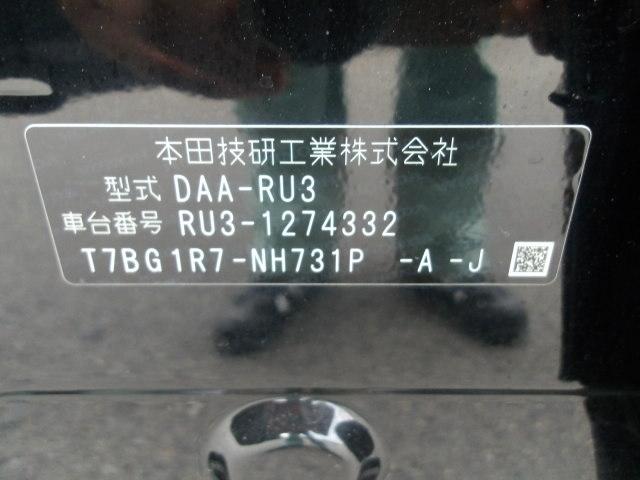 本田技研工業株式会社
型式 DAA-RU3
車台番号 RU3-1274332
T7BG1R7-NH731P -A -J